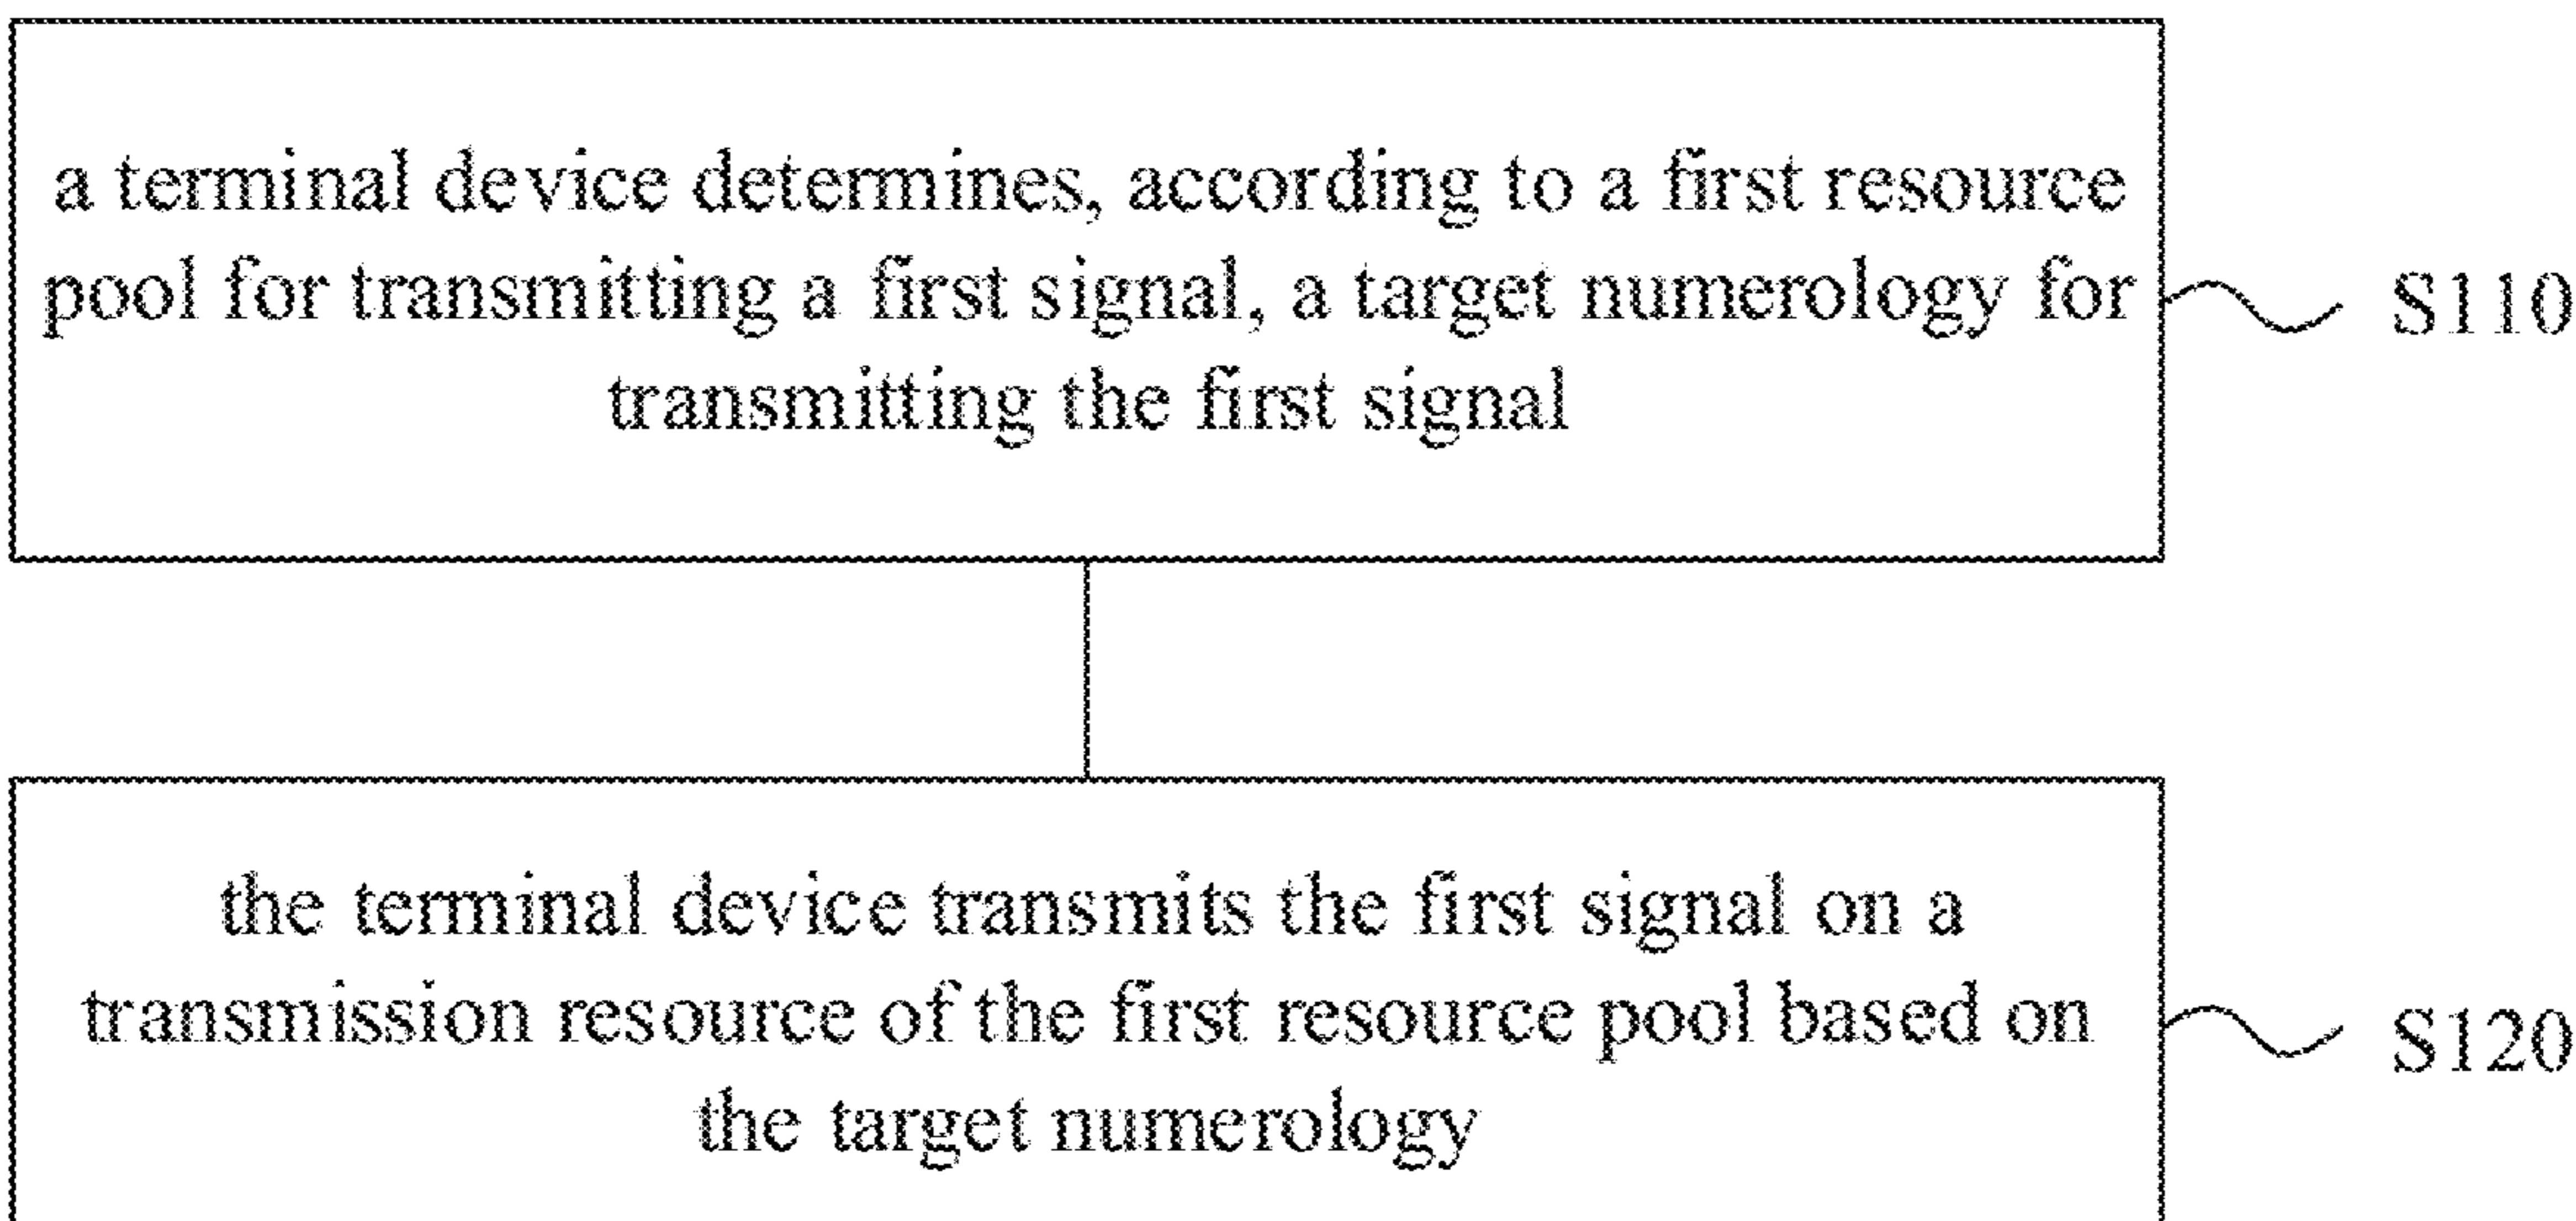 a terminal device determines, according to a first resource
pool for transmitting a first signal, a target numerology for
transmitting the first signal
S110
the terminal device transmits the first signal on a
transmission resource of the first resource pool based on
the target numerology
S120